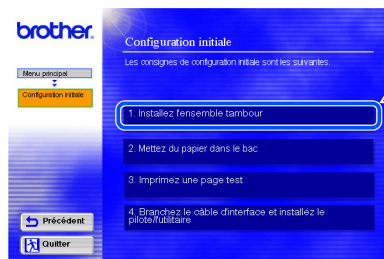 brother.
Configuration initiale
Les consignes de configuration initiale sont les suivantes.
Menu principal
Configuration initiale
1. Installez l'ensemble tambour
2. Mettez du papier dans le bac
3. Imprimez une page test
4. Branchez le câble d'interface et installez le
pilote/l'utilitaire
Précédent
Quitter